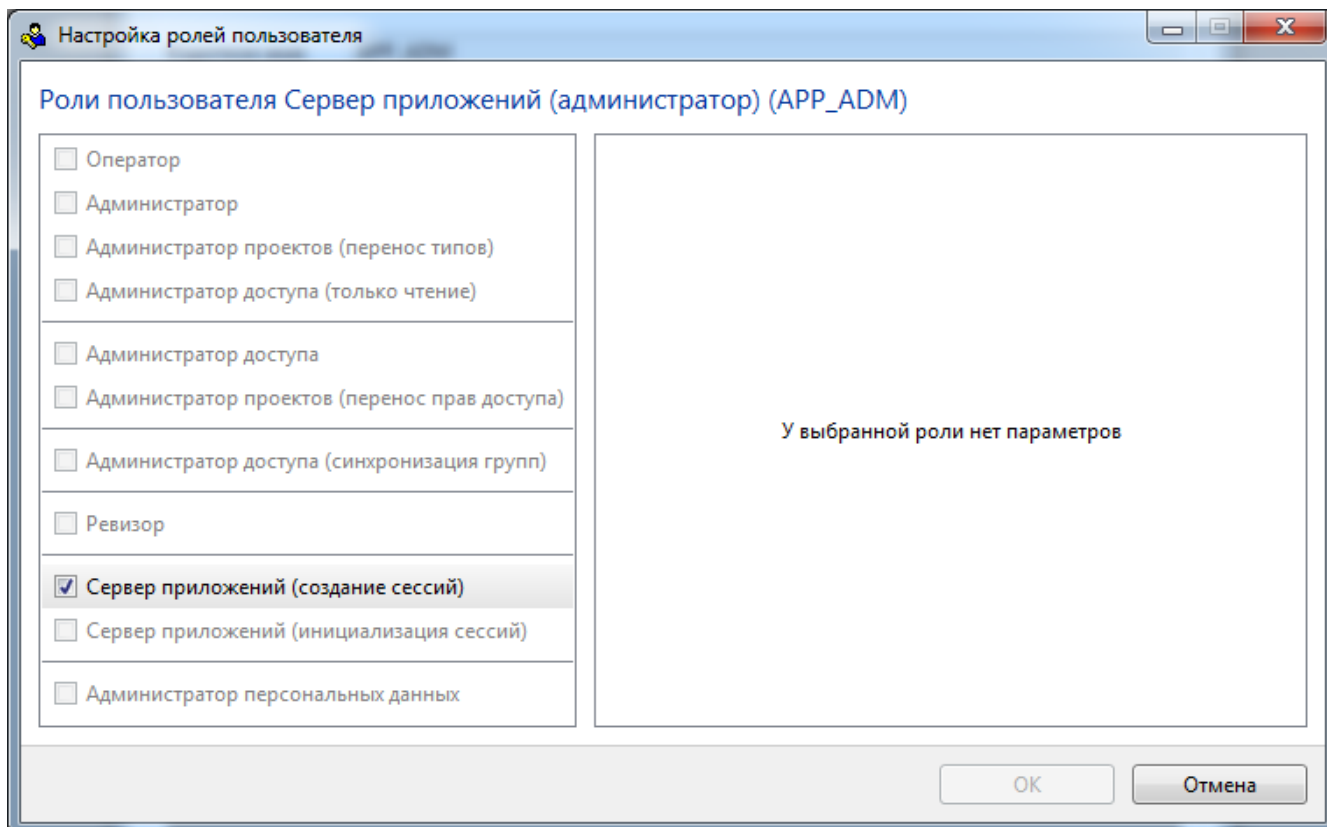 Настройка ролей пользователя
Роли пользователя Сервер приложений (администратор) (APP_ADM)
Оператор
Администратор
Администратор проектов (перенос типов)
Администратор доступа (только чтение)
Администратор доступа
Администратор проектов (перенос прав доступа)
Администратор доступа (синхронизация групп)
Ревизор
Сервер приложений (создание сессий)
Сервер приложений (инициализация сессий)
Администратор персональных данных
У выбранной роли нет параметров
ОК
Отмена